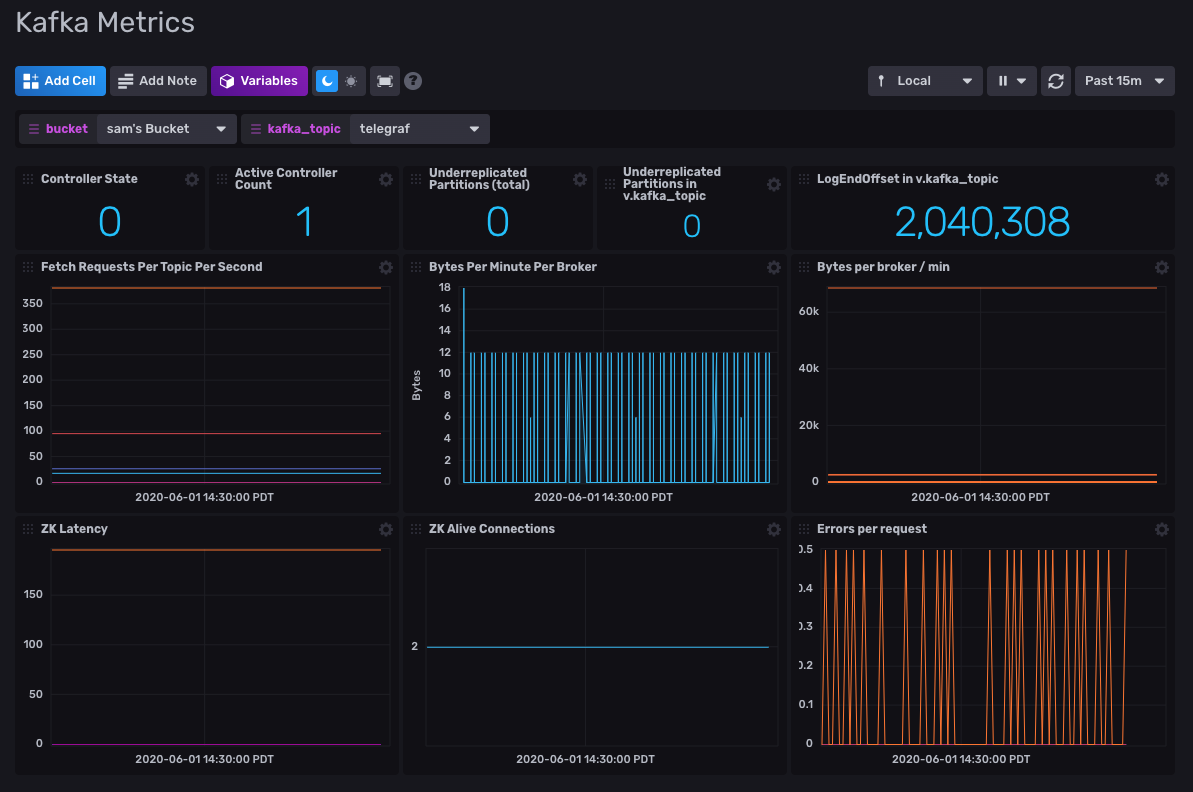 Kafka Metrics
Add Cell
Add Note
Variables
?
Local
Past 15m
bucket
sam's Bucket
kafka_topic
telegraf
Controller State
0
Active Controller
Count
1
Underreplicated
Partitions (total)
0
Underreplicated
Partitions in
v.kafka_topic
0
LogEndOffset in v.kafka_topic
2,040,308
Fetch Requests Per Topic Per Second
350
300
250
200
150
100
50
0
2020-06-01 14:30:00 PDT
Bytes Per Minute Per Broker
Bytes
18
16
14
12
10
8
6
4
2
0
2020-06-01 14:30:00 PDT
Bytes per broker / min
60k
40k
20k
0
2020-06-01 14:30:00 PDT
ZK Latency
150
100
50
0
2020-06-01 14:30:00 PDT
ZK Alive Connections
2
2020-06-01 14:30:00 PDT
Errors per request
0.5
0.4
0.3
0.2
0.1
0
2020-06-01 14:30:00 PDT